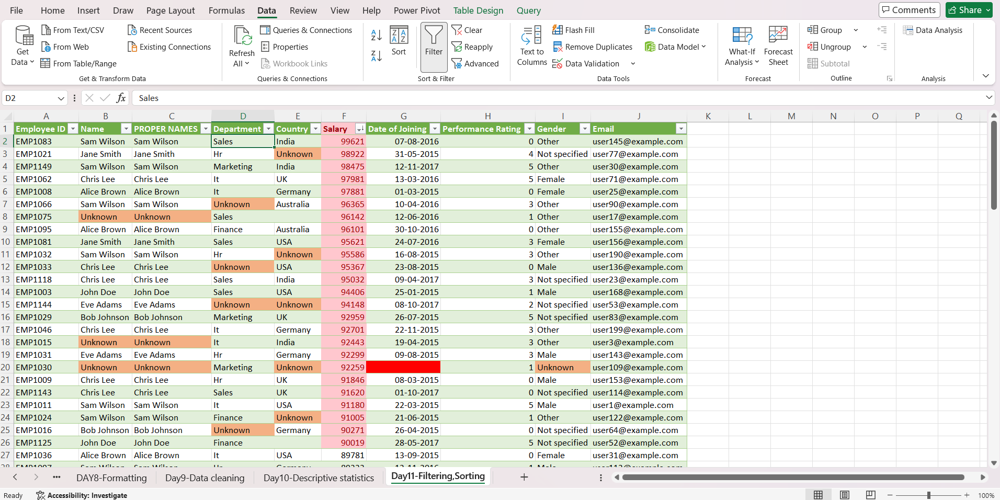 File Home Insert Draw Page Layout Formulas Data Review View Help Power Pivot Table Design Query Comments Share
From Text/CSV Recent Sources Queries & Connections Clear Flash Fill Consolidate Group Data Analysis
Get Data From Web Existing Connections Refresh All Properties Sort Filter Reapply Text to Columns Remove Duplicates Data Model What-If Analysis Forecast Sheet Ungroup
From Table/Range Workbook Links Advanced Data Validation Subtotal
Get & Transform Data Queries & Connections Sort & Filter Data Tools Forecast Outline Analysis
D2 fx Sales
A B C D E F G H I J K L M N O P Q
1 Employee ID Name PROPER NAMES Department Country Salary Date of Joining Performance Rating Gender Email
2 EMP1083 Sam Wilson Sam Wilson Sales India 99621 07-08-2016 0 Other user145@example.com
3 EMP1021 Jane Smith Jane Smith Hr Unknown 98922 31-05-2015 4 Not specified user77@example.com
4 EMP1149 Sam Wilson Sam Wilson Marketing India 98475 12-11-2017 5 Other user30@example.com
5 EMP1062 Chris Lee Chris Lee It UK 97981 13-03-2016 5 Female user71@example.com
6 EMP1008 Alice Brown Alice Brown It Germany 97881 01-03-2015 0 Female user25@example.com
7 EMP1066 Sam Wilson Sam Wilson Unknown Australia 96365 10-04-2016 3 Other user90@example.com
8 EMP1075 Unknown Unknown Sales 96142 12-06-2016 1 Other user17@example.com
9 EMP1095 Alice Brown Alice Brown Finance Australia 96101 30-10-2016 0 Other user155@example.com
10 EMP1081 Jane Smith Jane Smith Sales USA 95621 24-07-2016 3 Female user156@example.com
11 EMP1032 Sam Wilson Sam Wilson Hr Unknown 95586 16-08-2015 3 Other user190@example.com
12 EMP1033 Chris Lee Chris Lee Unknown USA 95367 23-08-2015 0 Male user136@example.com
13 EMP1118 Chris Lee Chris Lee Sales India 95032 09-04-2017 3 Not specified user23@example.com
14 EMP1003 John Doe John Doe Sales USA 94406 25-01-2015 1 Male user168@example.com
15 EMP1144 Eve Adams Eve Adams Unknown Unknown 94148 08-10-2017 2 Not specified user53@example.com
16 EMP1029 Bob Johnson Bob Johnson Marketing UK 92959 26-07-2015 5 Not specified user83@example.com
17 EMP1046 Chris Lee Chris Lee It Germany 92701 22-11-2015 3 Other user199@example.com
18 EMP1015 Unknown Unknown It India 92443 19-04-2015 3 Other user3@example.com
19 EMP1031 Eve Adams Eve Adams Hr Germany 92299 09-08-2015 3 Male user143@example.com
20 EMP1030 Unknown Unknown Marketing Unknown 92259 1 Unknown user109@example.com
21 EMP1009 Chris Lee Chris Lee Hr UK 91846 08-03-2015 0 Male user153@example.com
22 EMP1143 Chris Lee Chris Lee Sales UK 91620 01-10-2017 0 Not specified user114@example.com
23 EMP1011 Sam Wilson Sam Wilson It USA 91180 22-03-2015 5 Male user1@example.com
24 EMP1024 Sam Wilson Sam Wilson Finance Unknown 91005 21-06-2015 1 Other user122@example.com
25 EMP1016 Bob Johnson Bob Johnson Unknown Germany 90271 26-04-2015 0 Not specified user64@example.com
26 EMP1125 John Doe John Doe Finance 90019 28-05-2017 5 Not specified user52@example.com
27 EMP1036 Alice Brown Alice Brown It USA 89781 13-09-2015 0 Female user31@example.com
DAY8-Formatting Day9-Data cleaning Day10-Descriptive statistics Day11-Filtering,Sorting
Ready Accessibility: Investigate 100%